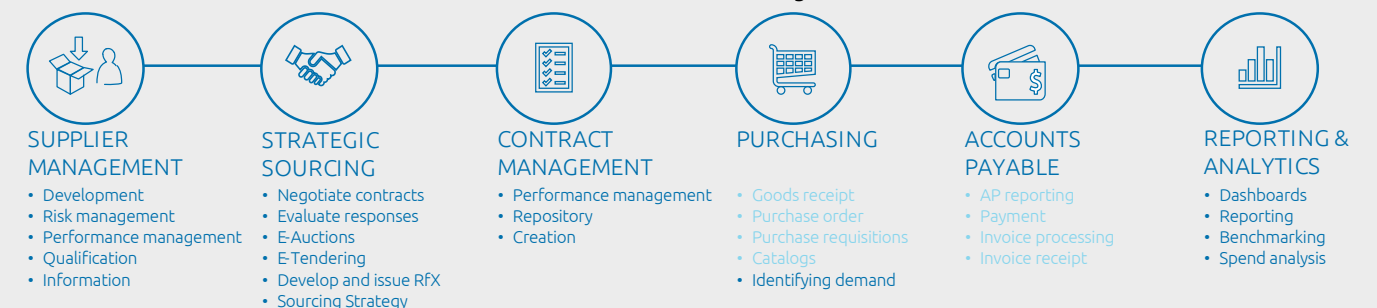 SUPPLIER
MANAGEMENT
• Development
• Risk management
• Performance management
• Qualification
• Information
STRATEGIC
SOURCING
• Negotiate contracts
• Evaluate responses
• E-Auctions
• E-Tendering
• Develop and issue RfX
• Sourcing Strategy
CONTRACT
MANAGEMENT
• Performance management
• Repository
• Creation
PURCHASING
• Goods receipt
• Purchase order
• Purchase requisitions
• Catalogs
• Identifying demand
$
ACCOUNTS
PAYABLE
• AP reporting
• Payment
• Invoice processing
• Invoice receipt
REPORTING &
ANALYTICS
• Dashboards
• Reporting
• Benchmarking
• Spend analysis